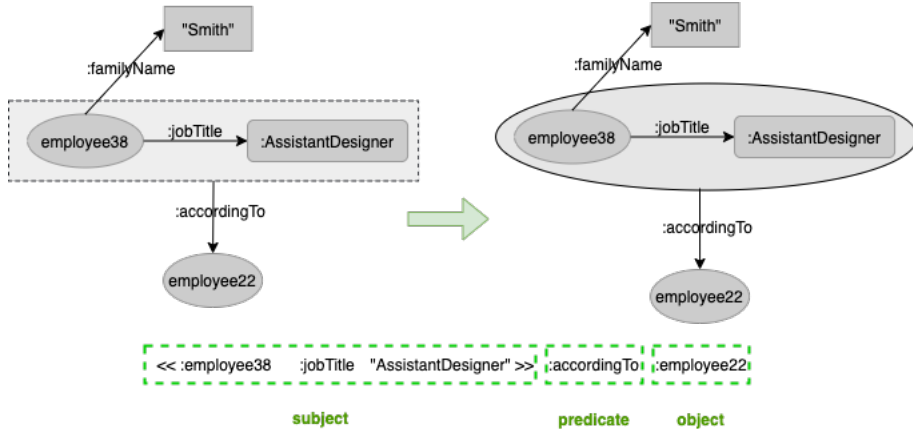 "Smith"
:familyName
employee38
:jobTitle
:AssistantDesigner
:accordingTo
employee22
"Smith"
:familyName
employee38
:jobTitle
:AssistantDesigner
:accordingTo
employee22
<< :employee38 :jobTitle "AssistantDesigner" >> :accordingTo :employee22
subject predicate object